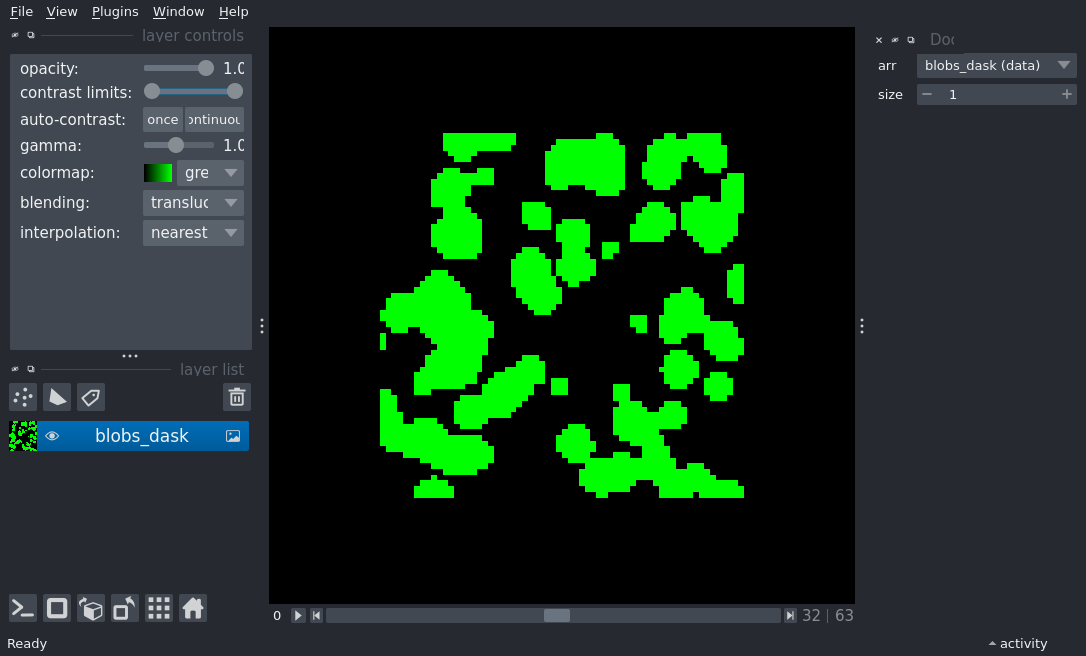 File View Plugins Window Help
layer controls
opacity: 1.0
contrast limits:
auto-contrast: once ontinuou
gamma: 1.0
colormap: gre
blending: transluc
interpolation: nearest
layer list
blobs_dask
Doc
arr blobs_dask (data)
size 1
0 32 | 63
Ready
activity